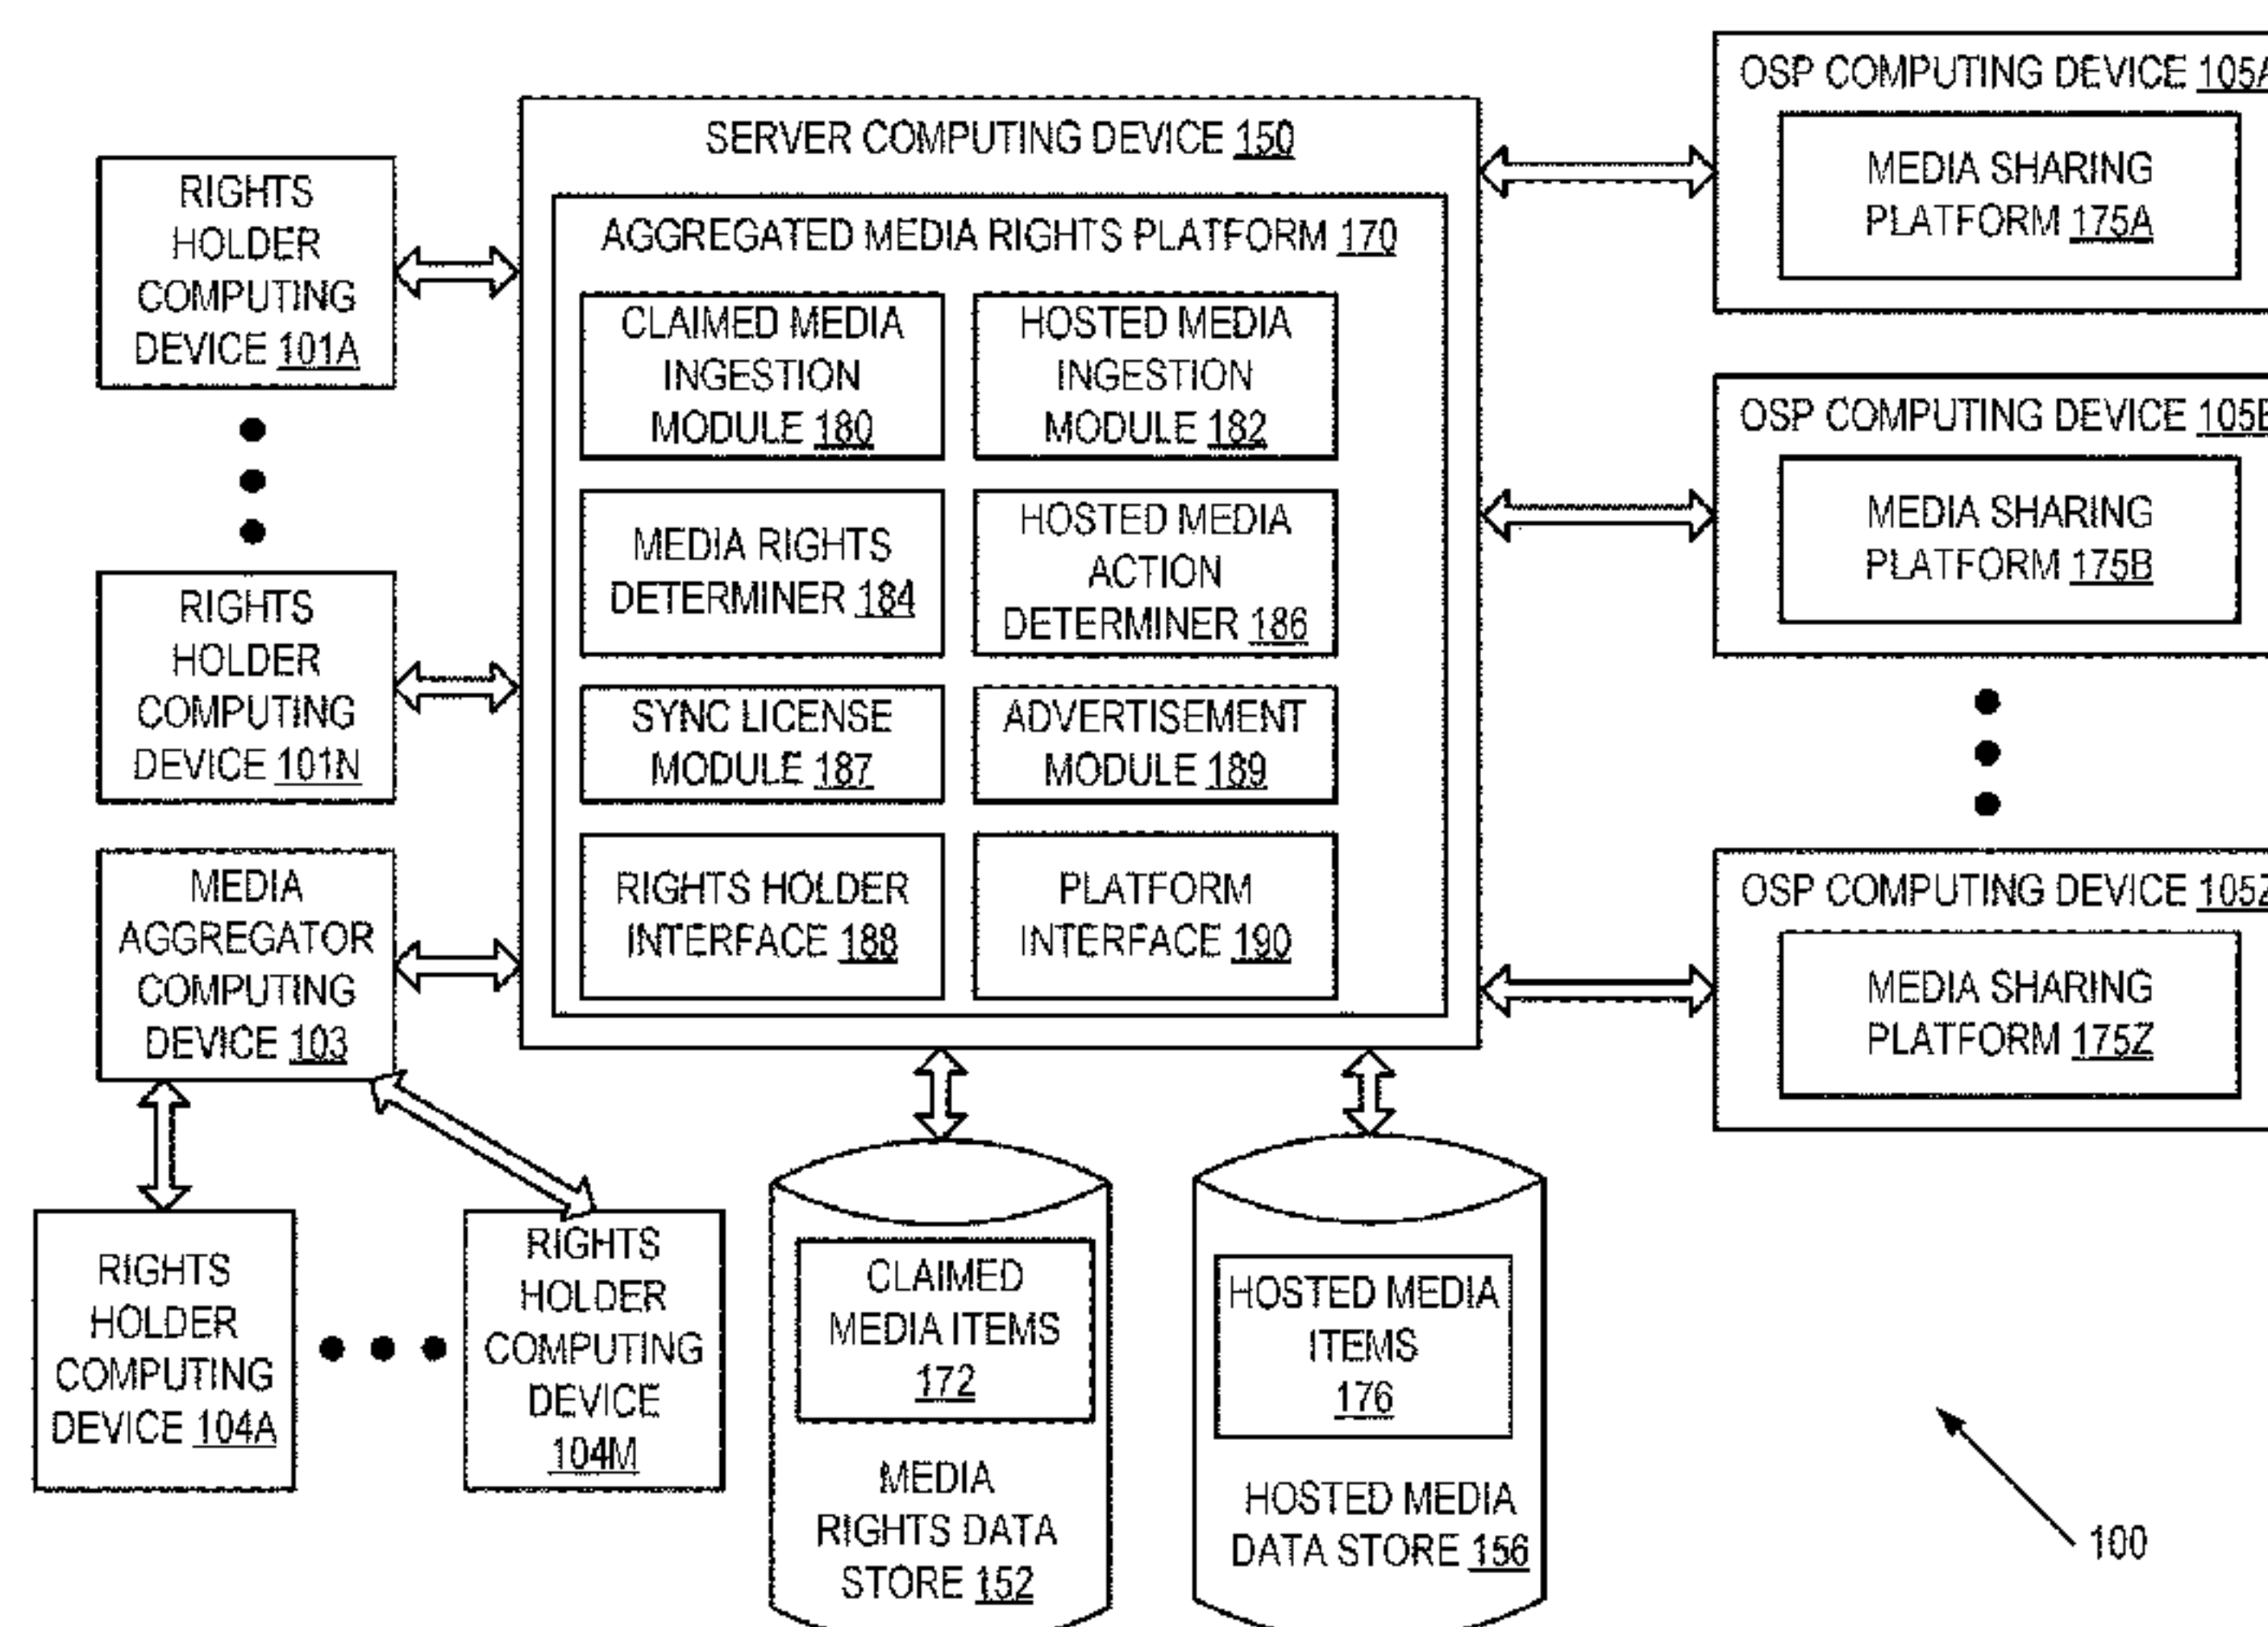 RIGHTS
HOLDER
COMPUTING
DEVICE 101A
RIGHTS
HOLDER
COMPUTING
DEVICE 101N
MEDIA
AGGREGATOR
COMPUTING
DEVICE 103
RIGHTS
HOLDER
COMPUTING
DEVICE 104A
RIGHTS
HOLDER
COMPUTING
DEVICE
104M
SERVER COMPUTING DEVICE 150
AGGREGATED MEDIA RIGHTS PLATFORM 170
CLAIMED MEDIA
INGESTION
MODULE 180
HOSTED MEDIA
INGESTION
MODULE 182
MEDIA RIGHTS
DETERMINER 184
HOSTED MEDIA
ACTION
DETERMINER 186
SYNC LICENSE
MODULE 187
ADVERTISEMENT
MODULE 189
RIGHTS HOLDER
INTERFACE 188
PLATFORM
INTERFACE 190
CLAIMED
MEDIA ITEMS
172
MEDIA
RIGHTS DATA
STORE 152
HOSTED MEDIA
ITEMS
176
HOSTED MEDIA
DATA STORE 156
OSP COMPUTING DEVICE 105A
MEDIA SHARING
PLATFORM 175A
OSP COMPUTING DEVICE 105B
MEDIA SHARING
PLATFORM 175B
OSP COMPUTING DEVICE 105Z
MEDIA SHARING
PLATFORM 175Z
100